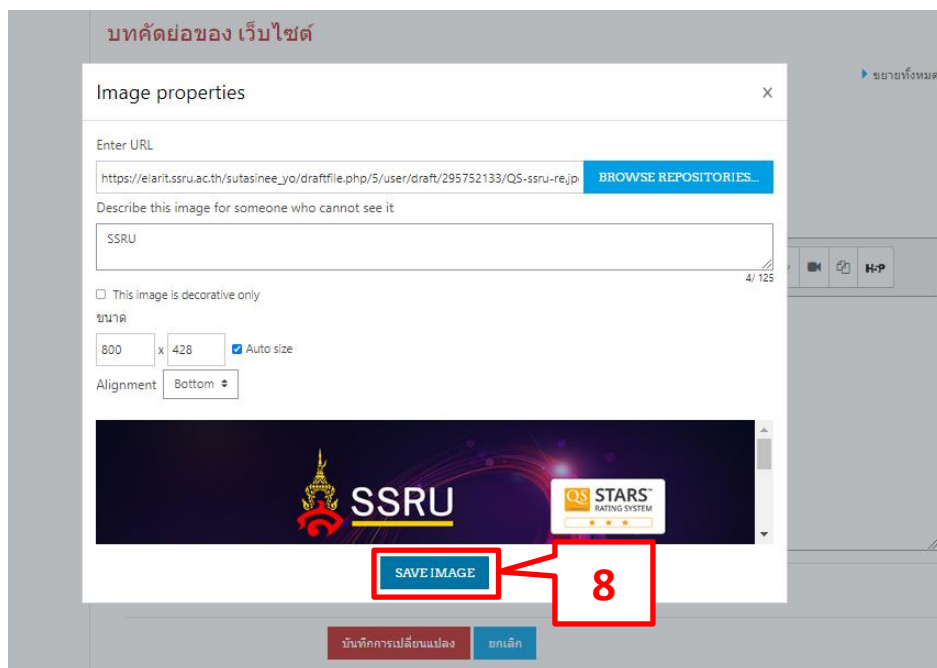 บทคัดย่อของ เว็บไซต์
ขยายทั้งหมด
Image properties
×
Enter URL
https://elarit.ssru.ac.th/sutasinee_yo/draftfile.php/5/user/draft/295752133/QS-ssru-re.jp
BROWSE REPOSITORIES...
Describe this image for someone who cannot see it
SSRU
4/ 125
H-P
This image is decorative only
ขนาด
800 x 428 Auto size
Alignment Bottom
SSRU
QS STARS™
RATING SYSTEM
SAVE IMAGE
8
บันทึกการเปลี่ยนแปลง ยกเลิก